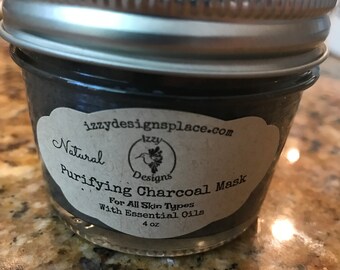 izzydesignsplace.com
Izzy
Designs
Natural
Purifying Charcoal Mask
For All Skin Types
With Essential Oils
4 oz